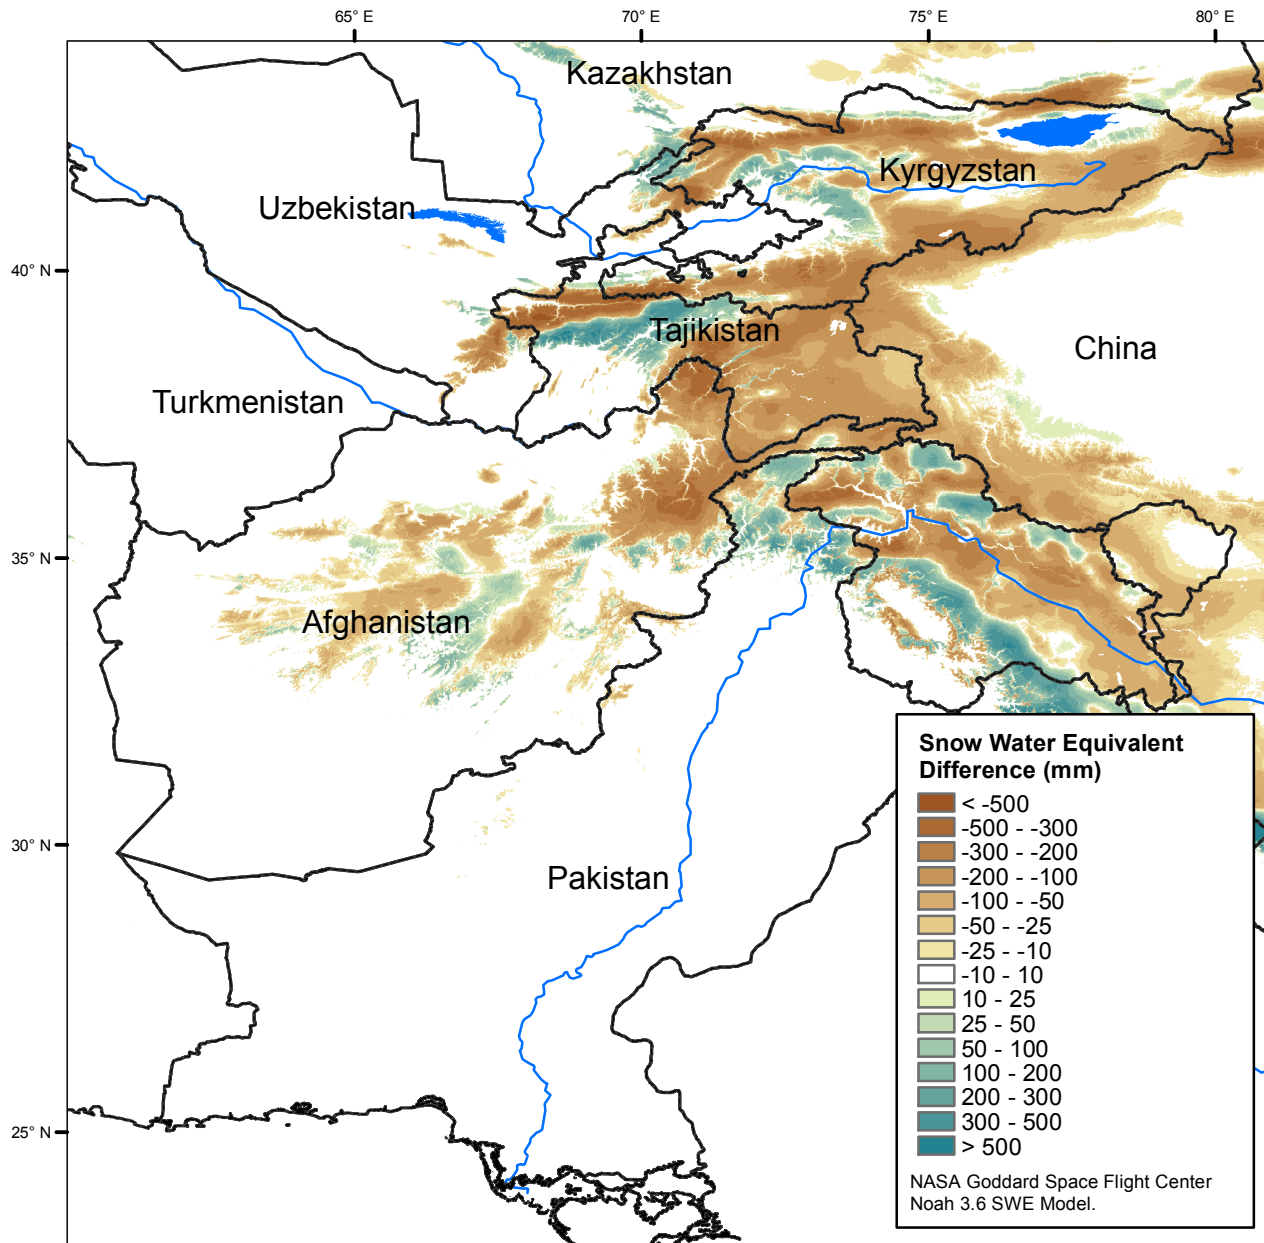 65° E
70° E
75° E
80° E
Kazakhstan
Kyrgyzstan
Uzbekistan
40° N
Tajikistan
China
Turkmenistan
35° N
Afghanistan
30° N
Pakistan
25° N
Snow Water Equivalent
Difference (mm)
< -500
-500 - -300
-300 - -200
-200 - -100
-100 - -50
-50 - -25
-25 - -10
-10 - 10
10 - 25
25 - 50
50 - 100
100 - 200
200 - 300
300 - 500
> 500
NASA Goddard Space Flight Center
Noah 3.6 SWE Model.